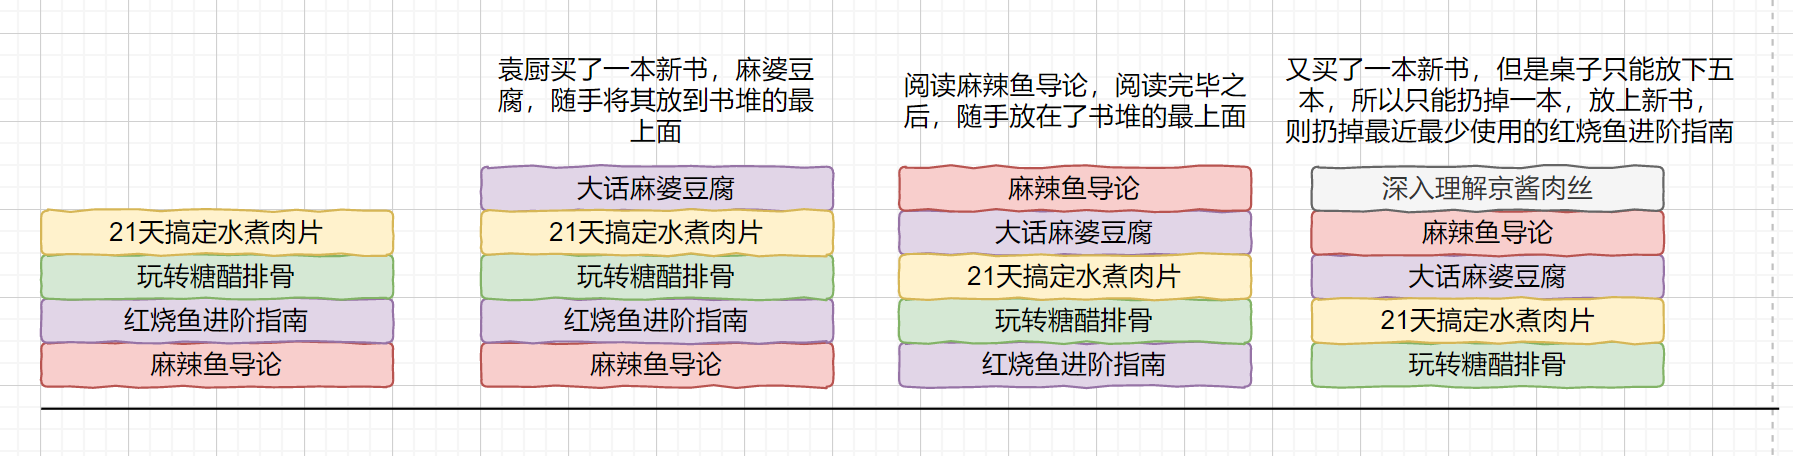 21天搞定水煮肉片
玩转糖醋排骨
红烧鱼进阶指南
麻辣鱼导论
袁厨买了一本新书，麻婆豆
腐，随手将其放到书堆的最
上面
大话麻婆豆腐
21天搞定水煮肉片
玩转糖醋排骨
红烧鱼进阶指南
麻辣鱼导论
阅读麻辣鱼导论，阅读完毕之
后，随手放在了书堆的最上面
麻辣鱼导论
大话麻婆豆腐
21天搞定水煮肉片
玩转糖醋排骨
红烧鱼进阶指南
又买了一本新书，但是桌子只能放下五
本，所以只能扔掉一本，放上新书，
则扔掉最近最少使用的红烧鱼进阶指南
深入理解京酱肉丝
麻辣鱼导论
大话麻婆豆腐
21天搞定水煮肉片
玩转糖醋排骨